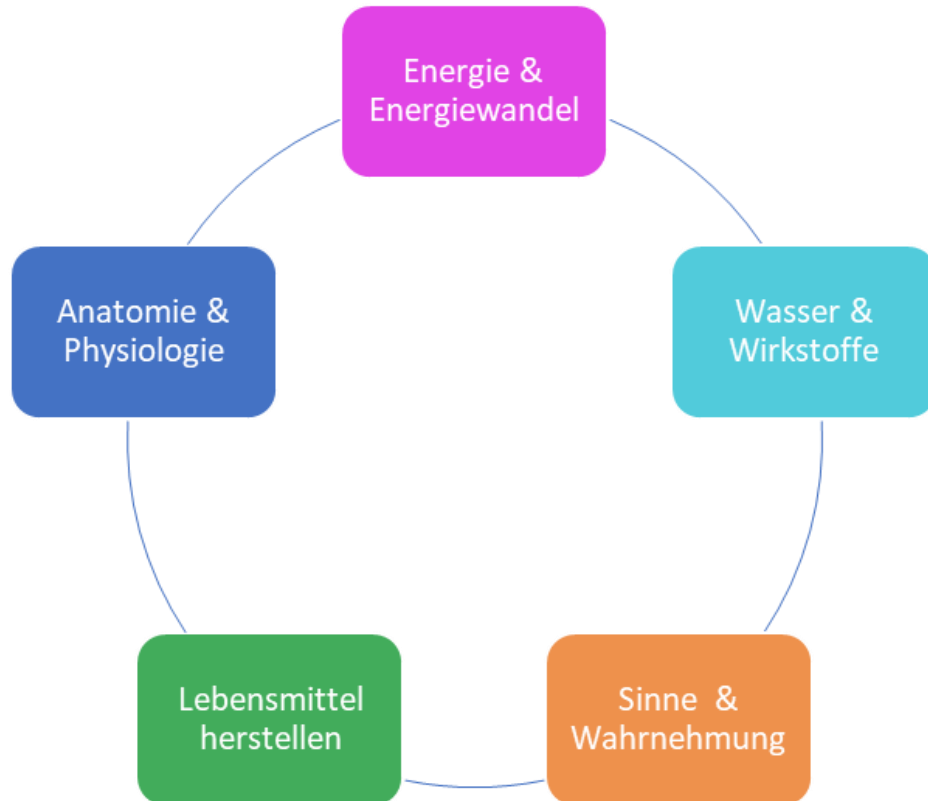 Energie &
Energiewandel
Anatomie &
Physiologie
Wasser &
Wirkstoffe
Lebensmittel
herstellen
Sinne &
Wahrnehmung